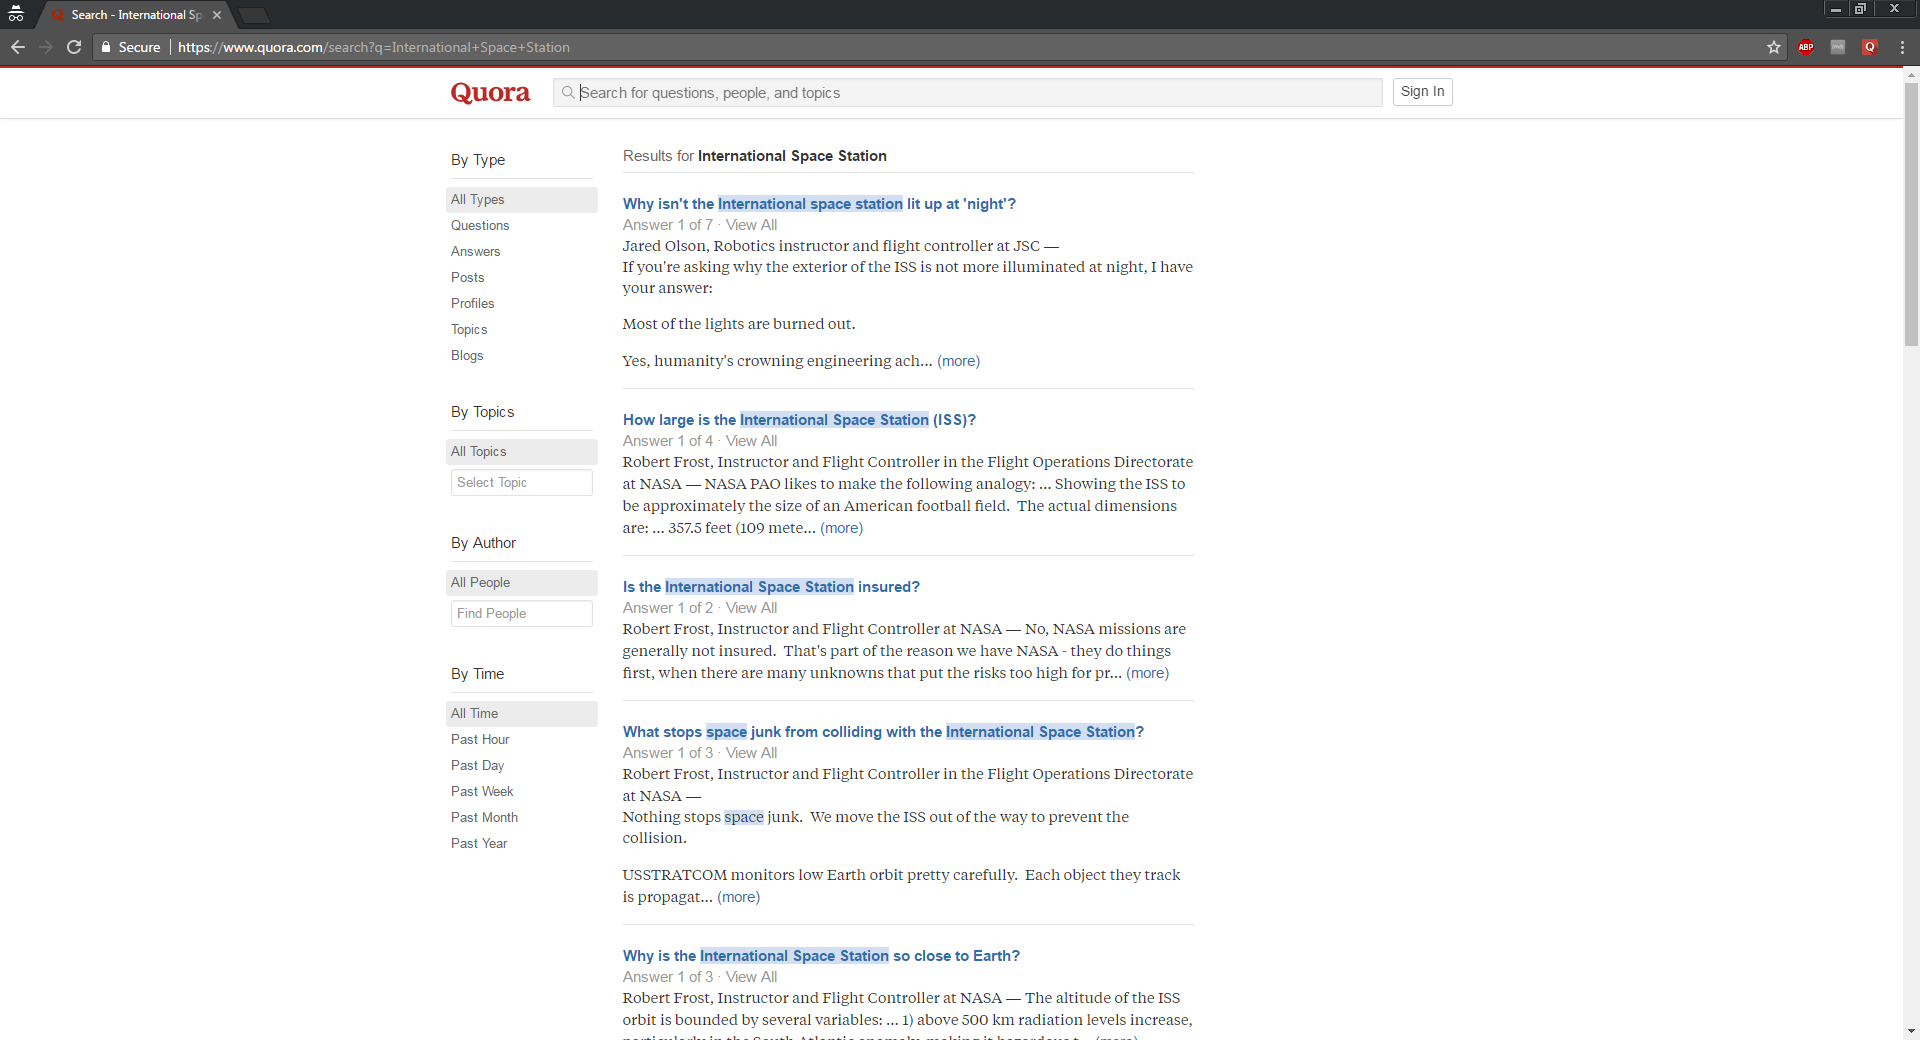 Search - International Sp
Secure
https://www.quora.com/search?q=International+Space+Station
ABP
Q
Quora
Search for questions, people, and topics
Sign In
By Type
All Types
Questions
Answers
Posts
Profiles
Topics
Blogs
By Topics
All Topics
Select Topic
By Author
All People
Find People
By Time
All Time
Past Hour
Past Day
Past Week
Past Month
Past Year
Results for International Space Station
Why isn't the International space station lit up at 'night'?
Answer 1 of 7 · View All
Jared Olson, Robotics instructor and flight controller at JSC —
If you're asking why the exterior of the ISS is not more illuminated at night, I have
your answer:
Most of the lights are burned out.
Yes, humanity's crowning engineering ach... (more)
How large is the International Space Station (ISS)?
Answer 1 of 4 · View All
Robert Frost, Instructor and Flight Controller in the Flight Operations Directorate
at NASA — NASA PAO likes to make the following analogy: ... Showing the ISS to
be approximately the size of an American football field.  The actual dimensions
are: ... 357.5 feet (109 mete... (more)
Is the International Space Station insured?
Answer 1 of 2 · View All
Robert Frost, Instructor and Flight Controller at NASA — No, NASA missions are
generally not insured.  That's part of the reason we have NASA - they do things
first, when there are many unknowns that put the risks too high for pr... (more)
What stops space junk from colliding with the International Space Station?
Answer 1 of 3 · View All
Robert Frost, Instructor and Flight Controller in the Flight Operations Directorate
at NASA —
Nothing stops space junk.  We move the ISS out of the way to prevent the
collision.
USSTRATCOM monitors low Earth orbit pretty carefully.  Each object they track
is propagat... (more)
Why is the International Space Station so close to Earth?
Answer 1 of 3 · View All
Robert Frost, Instructor and Flight Controller at NASA — The altitude of the ISS
orbit is bounded by several variables: ... 1) above 500 km radiation levels increase,
particularly in the South Atlantic anomaly, making it hazardous t... (more)